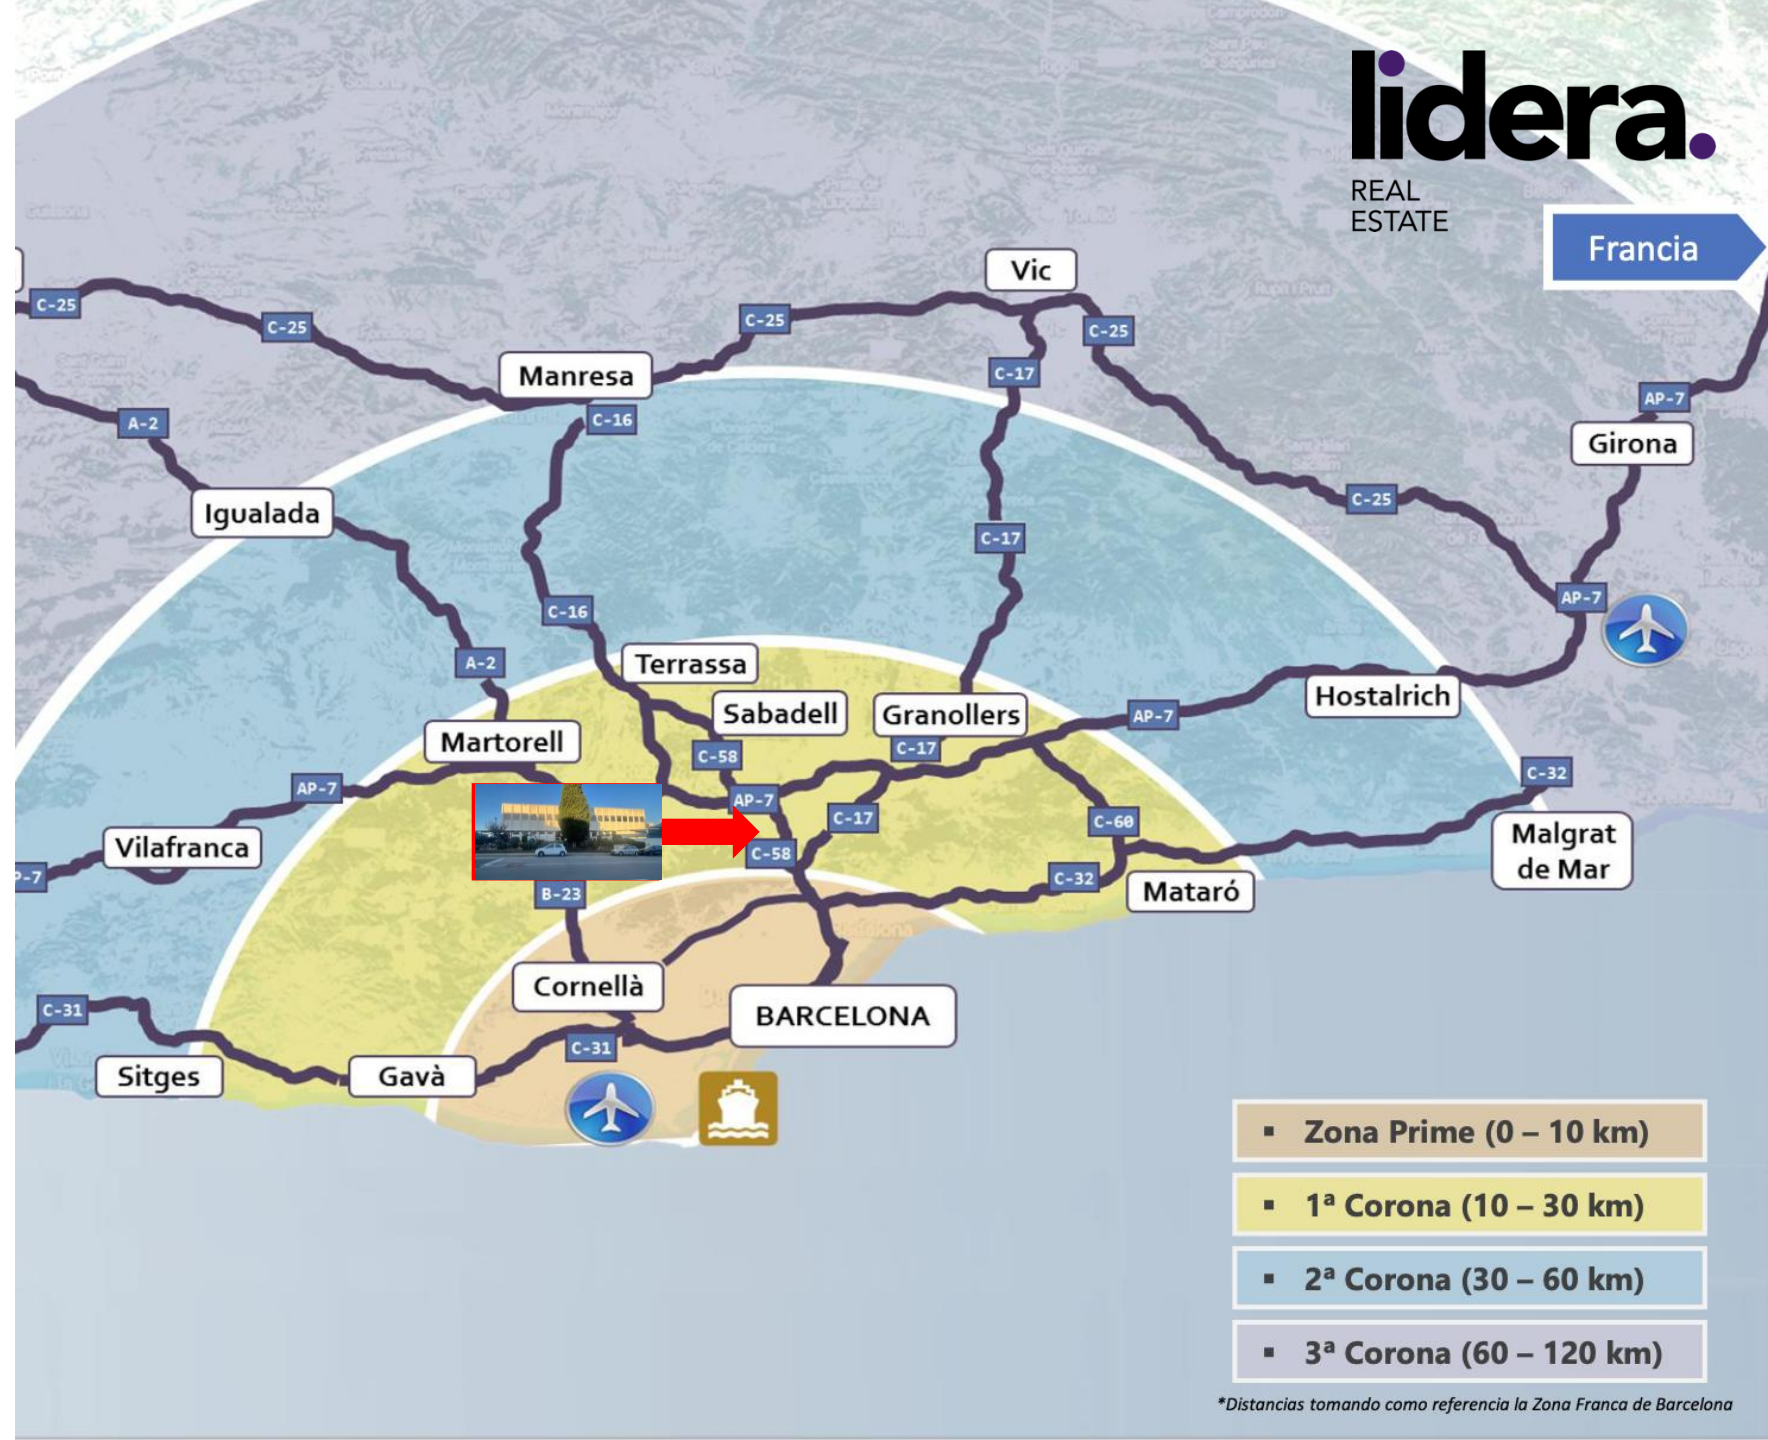 lidera.
REAL
ESTATE
Francia
Vic
C-25
C-25
C-25
C-25
Manresa
C-17
C-16
AP-7
A-2
Girona
Igualada
C-25
C-17
AP-7
C-16
A-2
Terrassa
Sabadell
Granollers
Hostalrich
AP-7
Martorell
C-58
C-17
C-32
AP-7
AP-7
C-17
C-60
Malgrat
de Mar
Vilafranca
C-58
P-7
B-23
C-32
Mataró
Cornellà
C-31
BARCELONA
C-31
Sitges
Gavà
▪ Zona Prime (0 – 10 km)
▪ 1ª Corona (10 – 30 km)
▪ 2ª Corona (30 – 60 km)
▪ 3ª Corona (60 – 120 km)
*Distancias tomando como referencia la Zona Franca de Barcelona